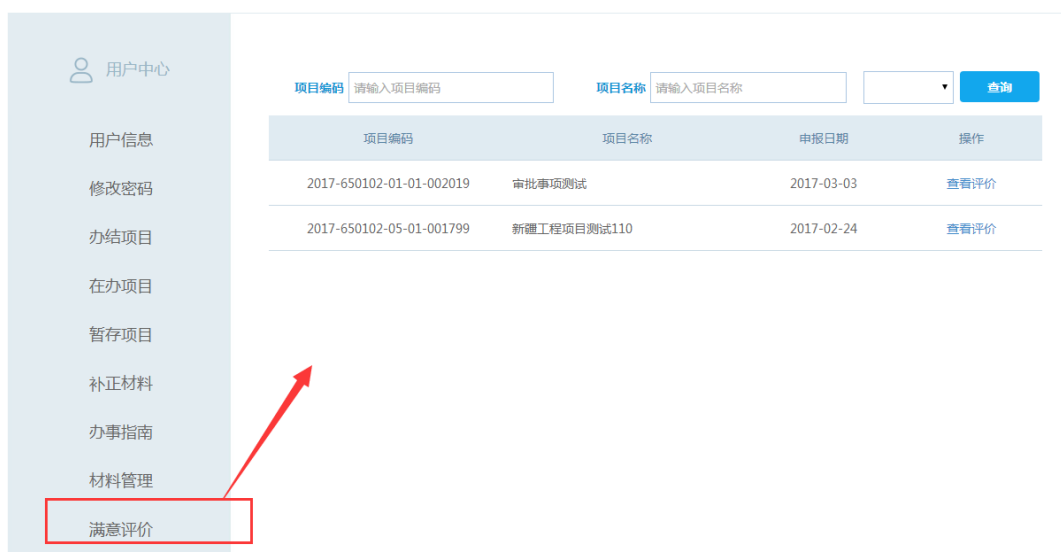 用户中心
用户信息
修改密码
办结项目
在办项目
暂存项目
补正材料
办事指南
材料管理
满意评价
项目编码 请输入项目编码 项目名称 请输入项目名称 查询
项目编码 项目名称 申报日期 操作
2017-650102-01-01-002019 审批事项测试 2017-03-03 查看评价
2017-650102-05-01-001799 新疆工程项目测试110 2017-02-24 查看评价